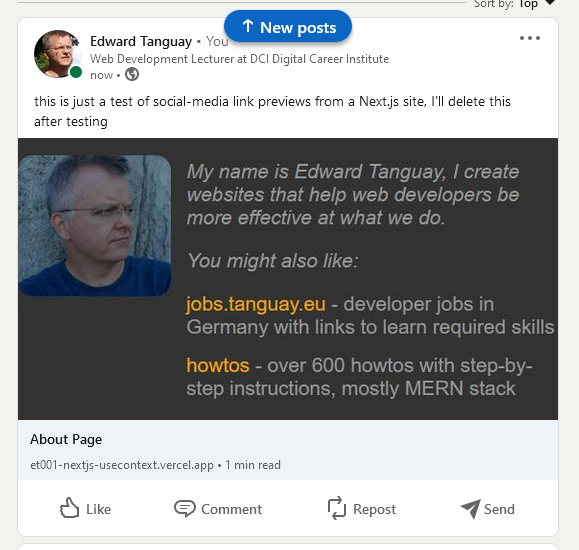 Sort by: Top
↑ New posts
Edward Tanguay • You
Web Development Lecturer at DCI Digital Career Institute
now •
this is just a test of social-media link previews from a Next.js site, I'll delete this
after testing
My name is Edward Tanguay, I create
websites that help web developers be
more effective at what we do.
You might also like:
jobs.tanguay.eu - developer jobs in
Germany with links to learn required skills
howtos - over 600 howtos with step-by-
step instructions, mostly MERN stack
About Page
et001-nextjs-usecontext.vercel.app • 1 min read
Like Comment Repost Send